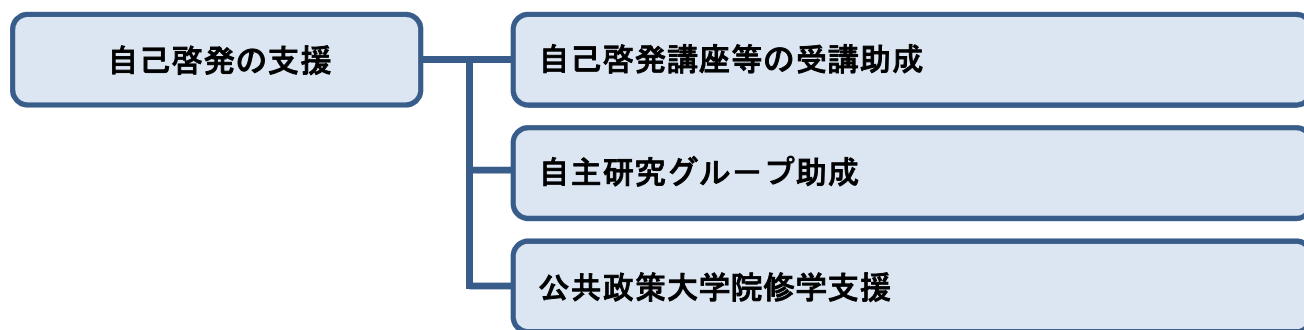 自己啓発の支援
自己啓発講座等の受講助成
自主研究グループ助成
公共政策大学院修学支援